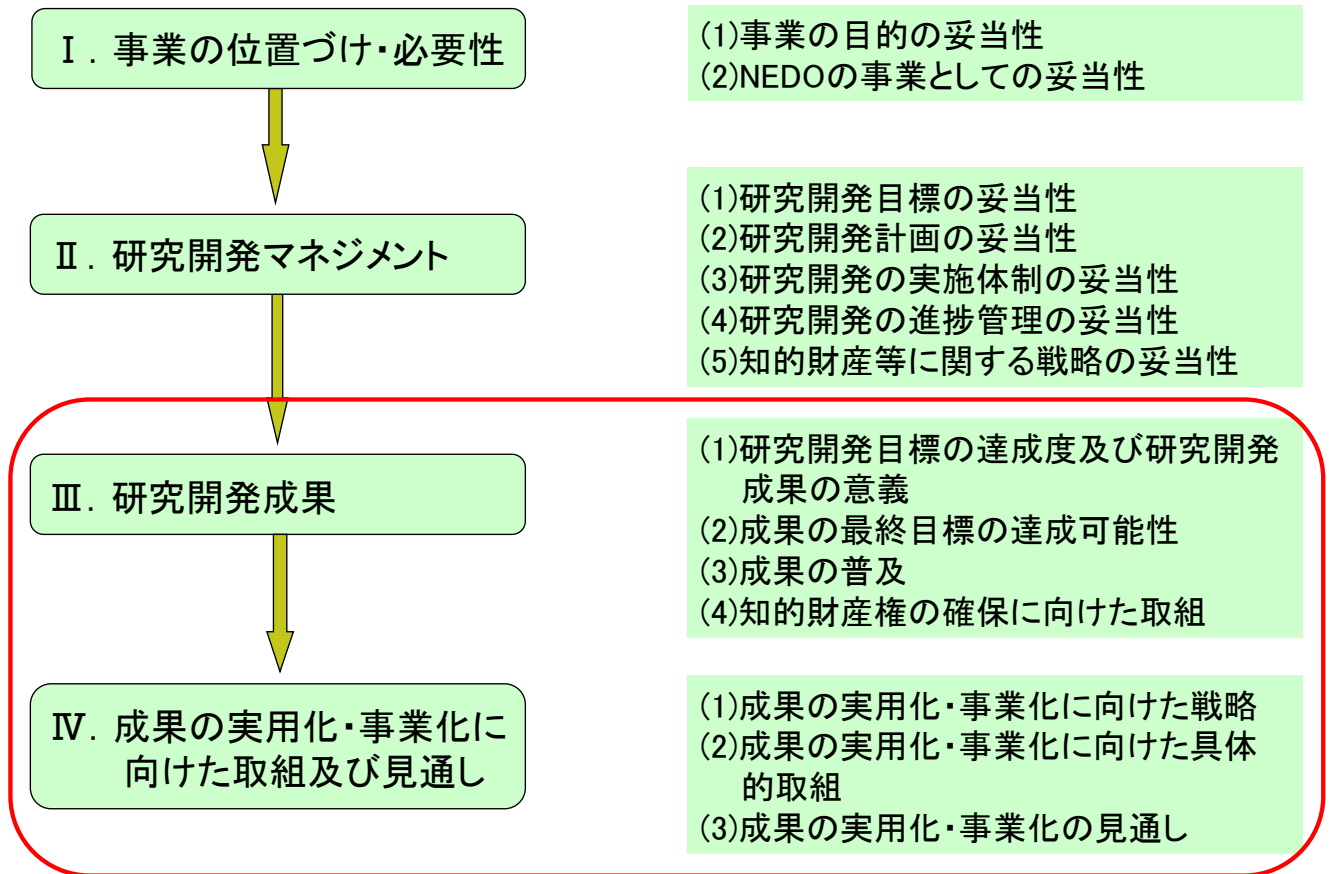 Ⅰ. 事業の位置づけ・必要性
(1)事業の目的の妥当性
(2)NEDOの事業としての妥当性
Ⅱ. 研究開発マネジメント
(1)研究開発目標の妥当性
(2)研究開発計画の妥当性
(3)研究開発の実施体制の妥当性
(4)研究開発の進捗管理の妥当性
(5)知的財産等に関する戦略の妥当性
Ⅲ. 研究開発成果
(1)研究開発目標の達成度及び研究開発
成果の意義
(2)成果の最終目標の達成可能性
(3)成果の普及
(4)知的財産権の確保に向けた取組
Ⅳ. 成果の実用化・事業化に
向けた取組及び見通し
(1)成果の実用化・事業化に向けた戦略
(2)成果の実用化・事業化に向けた具体
的取組
(3)成果の実用化・事業化の見通し